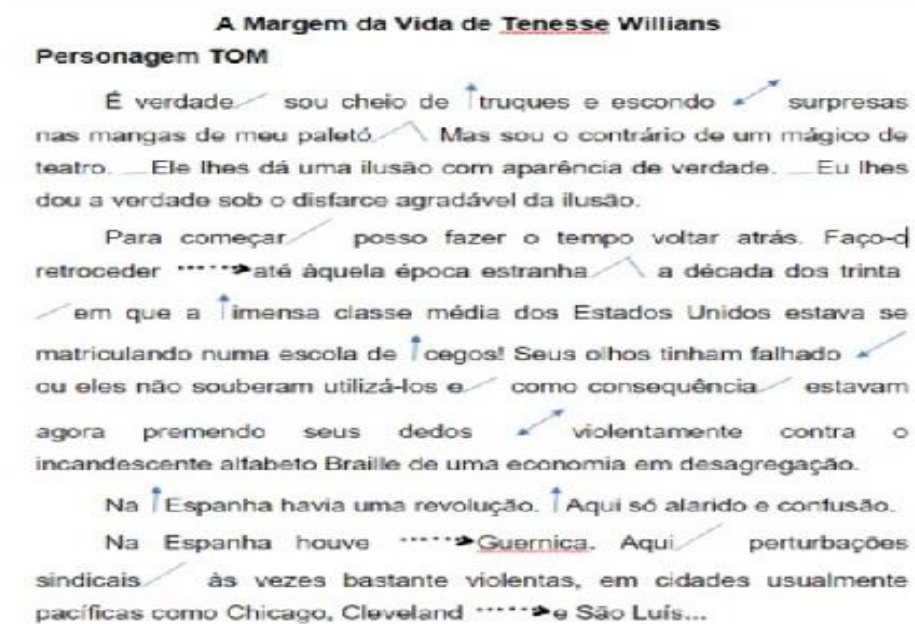 A Margem da Vida de Tenesse Willians
Personagem TOM
É verdade sou cheio de truques e escondo surpresas
nas mangas de meu paletó Mas sou o contrário de um mágico de
teatro. Ele lhes dá uma ilusão com aparência de verdade. Eu lhes
dou a verdade sob o disfarce agradável da ilusão.
Para começar posso fazer o tempo voltar atrás. Faço-o
retroceder até àquela época estranha a década dos trinta
em que a imensa classe média dos Estados Unidos estava se
matriculando numa escola de cegos! Seus olhos tinham falhado
ou eles não souberam utilizá-los e como consequência estavam
agora premendo seus dedos violentamente contra o
incandescente alfabeto Braille de uma economia em desagregação.
Na Espanha havia uma revolução. Aqui só alarido e confusão.
Na Espanha houve Guernica. Aqui perturbações
sindicais às vezes bastante violentas, em cidades usualmente
pacíficas como Chicago, Cleveland e São Luís...